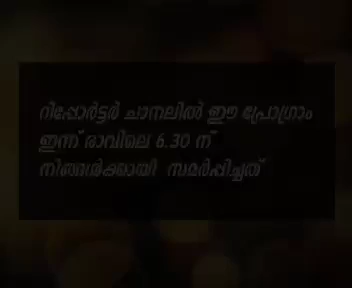 റിപ്പോർട്ടർ ചാനലിൽ ഈ പ്രോഗ്രാം
ഇന്ന് രാവിലെ 6.30 ന്
നിങ്ങൾക്കായി സമർപ്പിച്ചത്